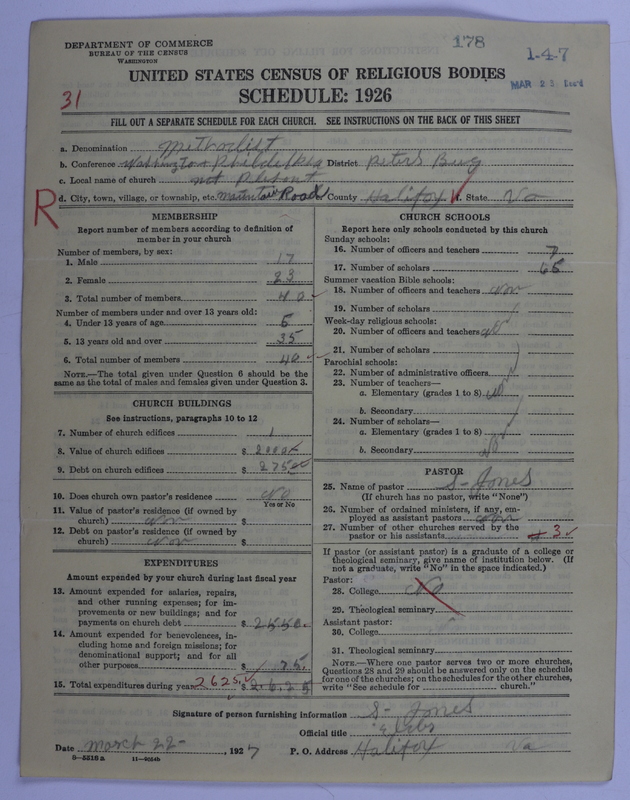 DEPARTMENT OF COMMERCE
BUREAU OF THE CENSUS
WASHINGTON
178
1-4-7
MAR 23 Rec'd
UNITED STATES CENSUS OF RELIGIOUS BODIES
SCHEDULE: 1926
31
FILL OUT A SEPARATE SCHEDULE FOR EACH CHURCH. SEE INSTRUCTIONS ON THE BACK OF THIS SHEET
a. Denomination Methodist
b. Conference Washington Philidelkia District Peters Burg
c. Local name of church not Plesont
R
d. City, town, village, or township, etc. Road County Halifox f. State Va
MEMBERSHIP
Report number of members according to definition of member in your church
Number of members, by sex:
1. Male 17
2. Female 23
3. Total number of members 40
Number of members under and over 13 years old:
4. Under 13 years of age 5
5. 13 years old and over 35
6. Total number of members 40
NOTE.—The total given under Question 6 should be the
same as the total of males and females given under Question 3.
CHURCH BUILDINGS
See instructions, paragraphs 10 to 12
7. Number of church edifices 1
8. Value of church edifices $ 2000
9. Debt on church edifices $ 275
10. Does church own pastor's residence No
Yes or No
11. Value of pastor's residence (if owned by
church) $
12. Debt on pastor's residence (if owned by
church) $
EXPENDITURES
Amount expended by your church during last fiscal year
13. Amount expended for salaries, repairs,
and other running expenses; for im-
provements or new buildings; and for
payments on church debt $ 2550.
14. Amount expended for benevolences, in-
cluding home and foreign missions; for
denominational support; and for all
other purposes 75.
15. Total expenditures during year 2625. $
CHURCH SCHOOLS
Report here only schools conducted by this church
Sunday schools:
16. Number of officers and teachers 7
17. Number of scholars 65
Summer vacation Bible schools:
18. Number of officers and teachers
19. Number of scholars
Week-day religious schools:
20. Number of officers and teachers
21. Number of scholars
Parochial schools:
22. Number of administrative officers
23. Number of teachers—
a. Elementary (grades 1 to 8)
b. Secondary
24. Number of scholars—
a. Elementary (grades 1 to 8)
b. Secondary
PASTOR
25. Name of pastor S- Jones
(If church has no pastor, write "None")
26. Number of ordained ministers, if any, em-
ployed as assistant pastors
27. Number of other churches served by the
pastor or his assistants 3
If pastor (or assistant pastor) is a graduate of a college or
theological seminary, give name of institution below. (If
not a graduate, write "No" in the space indicated.)
Pastor:
28. College No
29. Theological seminary
Assistant pastor:
30. College
31. Theological seminary
NOTE.—Where one pastor serves two or more churches,
Questions 28 and 29 should be answered only on the schedule
for one of the churches; on the schedules for the other churches,
write "See schedule for church."
Signature of person furnishing information S- Jones
Official title
Date March 22-, 1927 P. O. Address Halifox Va
8-5516 a 11-9054b